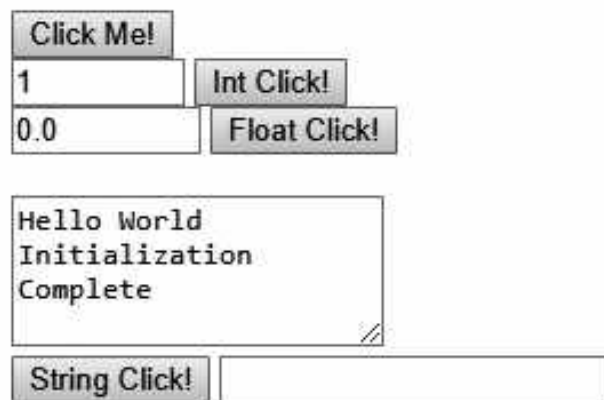 Click Me!
1 Int Click!
0.0 Float Click!
Hello World
Initialization
Complete
String Click!